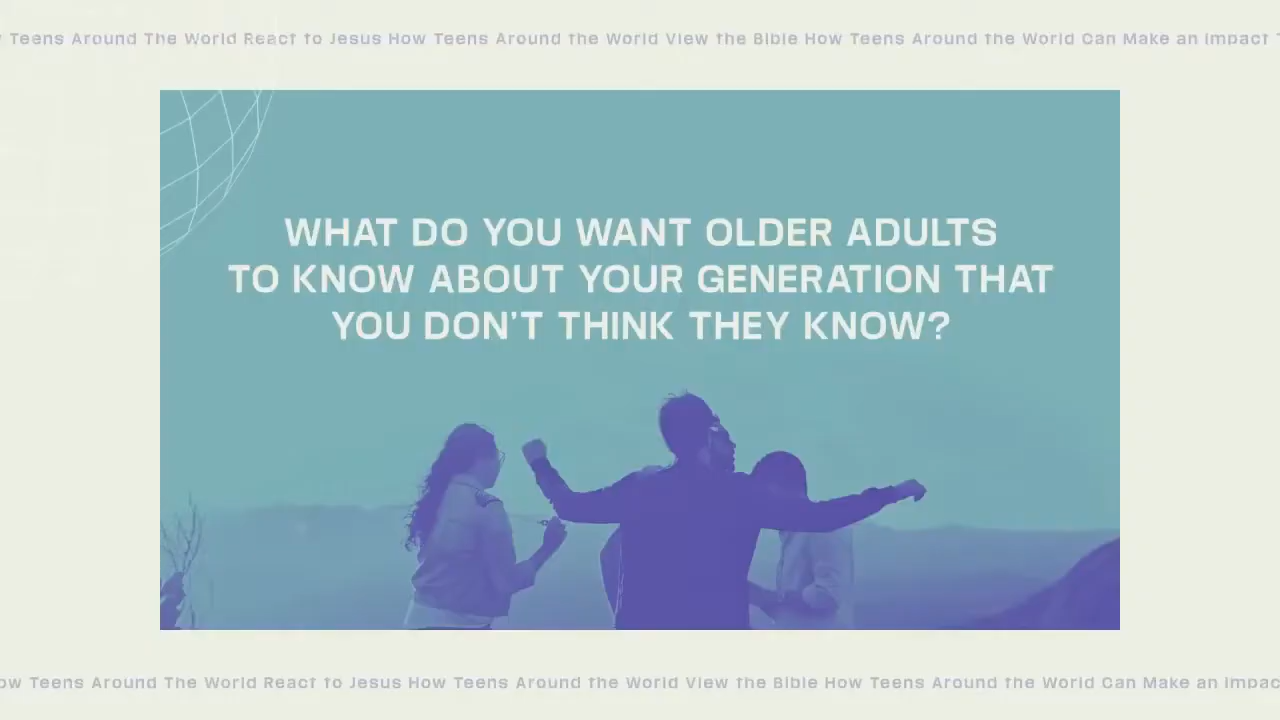 Teens Around The World React to Jesus How Teens Around the World View the Bible How Teens Around the World Can Make an Impact
WHAT DO YOU WANT OLDER ADULTS
TO KNOW ABOUT YOUR GENERATION THAT
YOU DON'T THINK THEY KNOW?
Teens Around The World React to Jesus How Teens Around the World View the Bible How Teens Around the World Can Make an